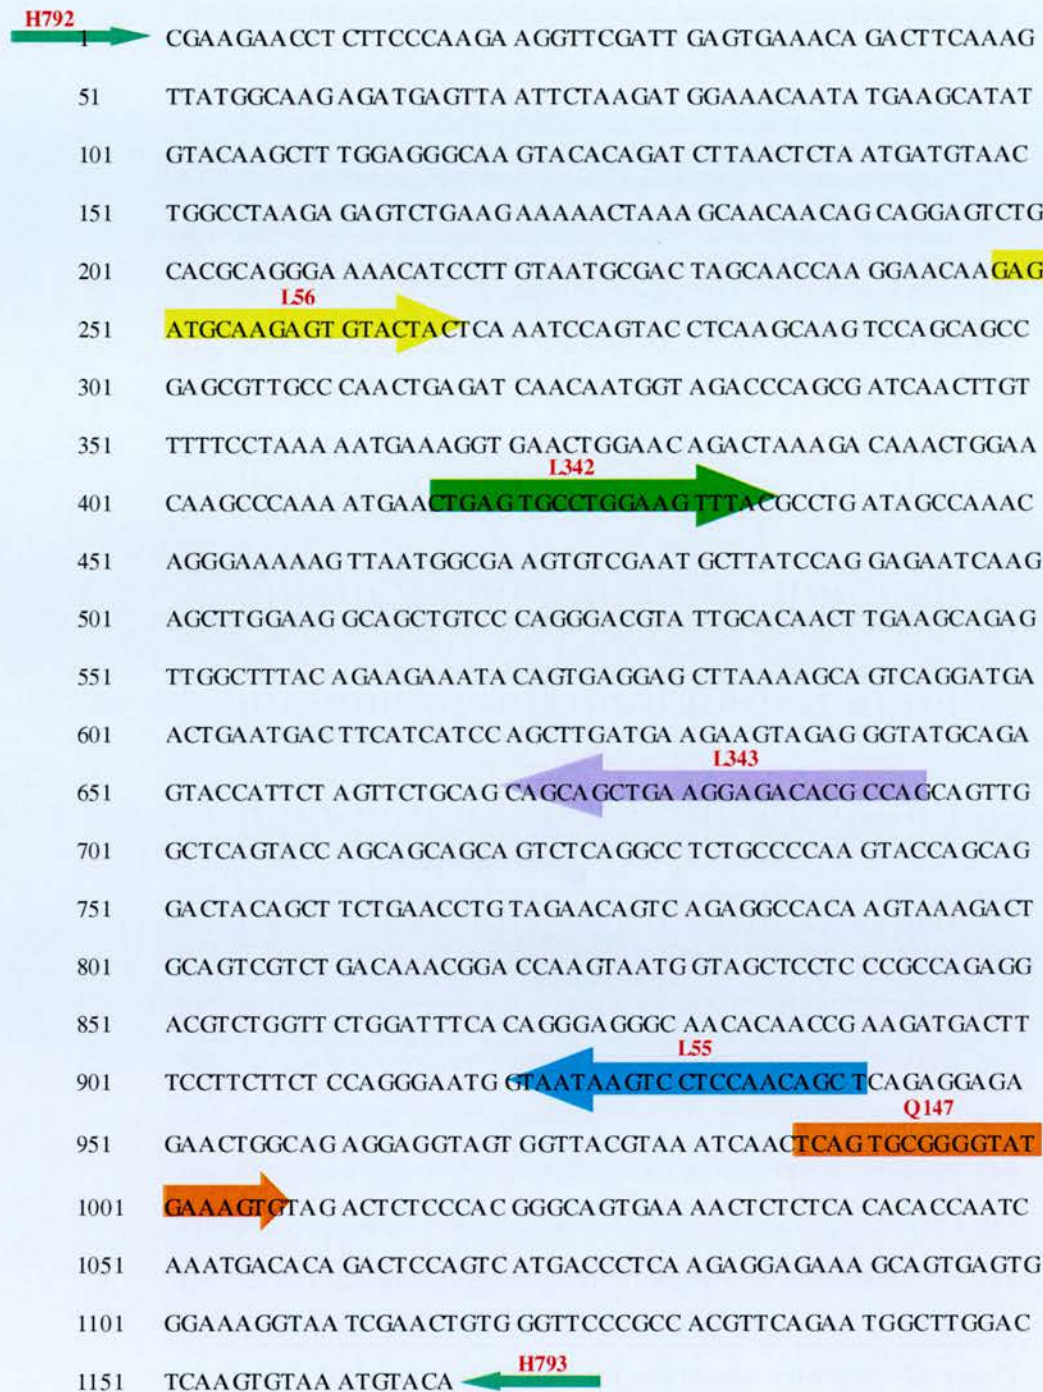 H792
1 CGAAGAACCT CTTCCCAAGA AGGTTCGATT GAGTGAAACA GACTTCAAAG
51 TTATGGCAAG AGATGAGTTA ATTCTAAGAT GGAAACAATA TGAAGCATAT
101 GTACAAGCTT TGGAGGGCAA GTACACAGAT CTTAACTCTA ATGATGTAAC
151 TGGCCTAAGA GAGTCTGAAG AAAAACTAAA GCAACAACAG CAGGAGTCTG
201 CACGCAGGGA AAACATCCTT GTAATGCGAC TAGCAACCAA GGAACAAGAG
L56
251 ATGCAAGAGT GTACTACTCA AATCCAGTAC CTCAAGCAAG TCCAGCAGCC
301 GAGCGTTGCC CAACTGAGAT CAACAATGGT AGACCCAGCG ATCAACTTGT
351 TTTTCCTAAA AATGAAAGGT GAACTGGAAC AGACTAAAGA CAAACTGGAA
L342
401 CAAGCCCAAA ATGAACTGAG TGCCTGGAAG TTTACGCCTG ATAGCCAAAC
451 AGGGAAAAAG TTAATGGCGA AGTGTCGAAT GCTTATCCAG GAGAATCAAG
501 AGCTTGGAAG GCAGCTGTCC CAGGGACGTA TTGCACAACT TGAAGCAGAG
551 TTGGCTTTAC AGAAGAAATA CAGTGAGGAG CTTAAAAGCA GTCAGGATGA
601 ACTGAATGAC TTCATCATCC AGCTTGATGA AGAAGTAGAG GGTATGCAGA
L343
651 GTACCATTCT AGTTCTGCAG CAGCAGCTGA AGGAGACACG CCAGCAGTTG
701 GCTCAGTACC AGCAGCAGCA GTCTCAGGCC TCTGCCCCAA GTACCAGCAG
751 GACTACAGCT TCTGAACCTG TAGAACAGTC AGAGGCCACA AGTAAAGACT
801 GCAGTCGTCT GACAAACGGA CCAAGTAATG GTAGCTCCTC CCGCCAGAGG
851 ACGTCTGGTT CTGGATTTCA CAGGGAGGGC AACACAACCG AAGATGACTT
L55
901 TCCTTCTTCT CCAGGGAATG GTAATAAGTC CTCCAACAGC TCAGAGGAGA
Q147
951 GAACTGGCAG AGGAGGTAGT GGTTACGTAA ATCAACTCAG TGCGGGGTAT
1001 GAAAGTGTAG ACTCTCCCAC GGGCAGTGAA AACTCTCTCA CACACCAATC
1051 AAATGACACA GACTCCAGTC ATGACCCTCA AGAGGAGAAA GCAGTGAGTG
1101 GGAAAGGTAA TCGAACTGTG GGTTCCCGCC ACGTTCAGAA TGGCTTGGAC
H793
1151 TCAAGTGTAA ATGTACA